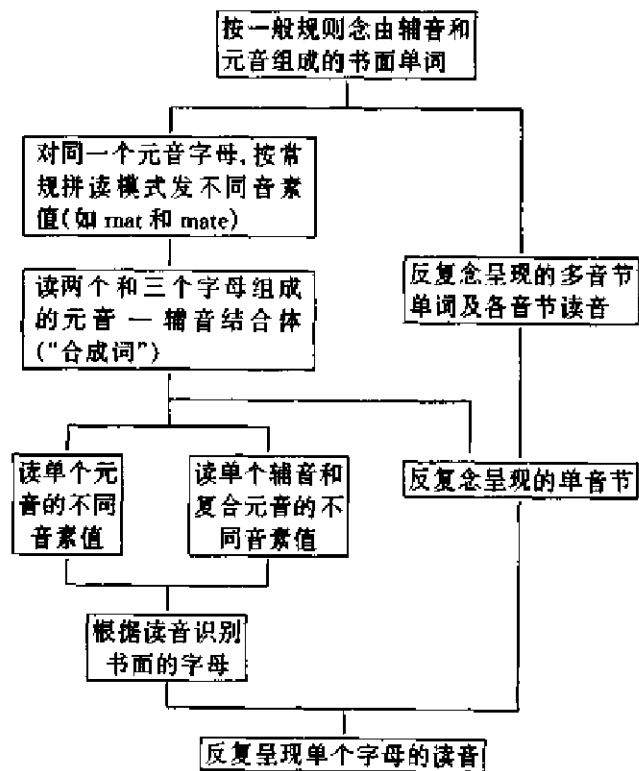 按一般规则念由辅音和
元音组成的书面单词
对同一个元音字母,按常
规拼读模式发不同音素
值(如 mat 和 mate)
读两个和三个字母组成
的元音 — 辅音结合体
(“合成词”)
反复念呈现的多音节
单词及各音节读音
读单个元
音的不同
音素值
读单个辅音和
复合元音的不
同音素值
反复念呈现的单音节
根据读音识别
书面的字母
反复呈现单个字母的读音